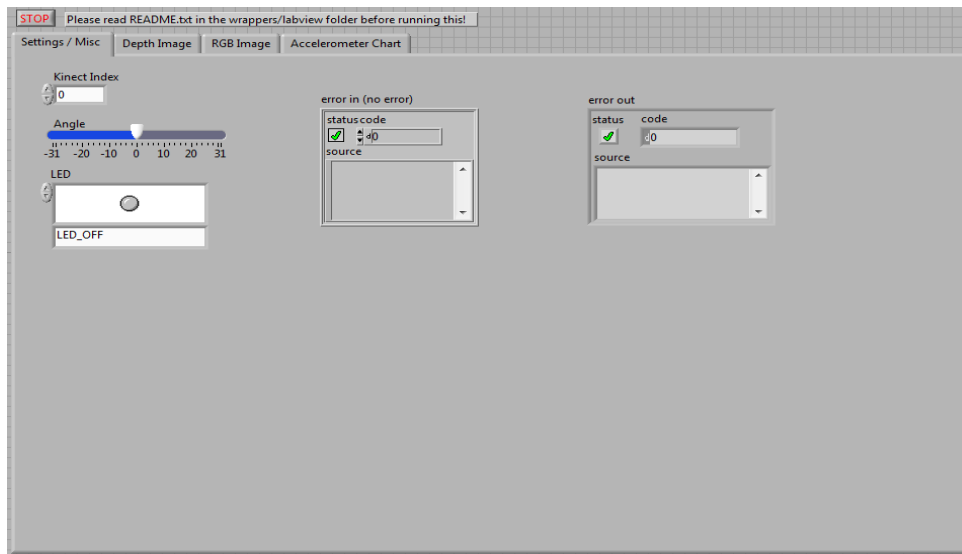 STOP Please read README.txt in the wrappers/labview folder before running this!
Settings / Misc Depth Image RGB Image Accelerometer Chart
Kinect Index
0
Angle
-31 -20 -10 0 10 20 31
LED
LED_OFF
error in (no error)
status code
d 0
source
error out
status code
d 0
source